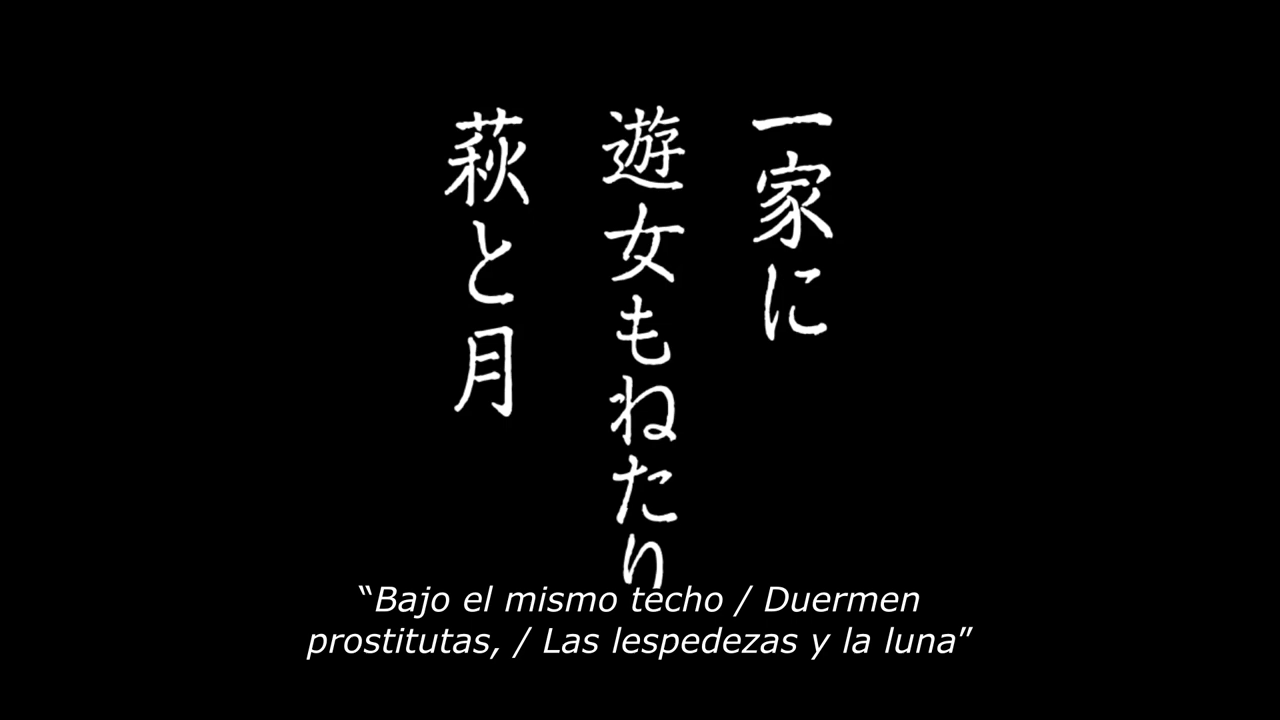 一家に
遊女もねたり
萩と月
“Bajo el mismo techo / Duermen
prostitutas, / Las lespedezas y la luna”